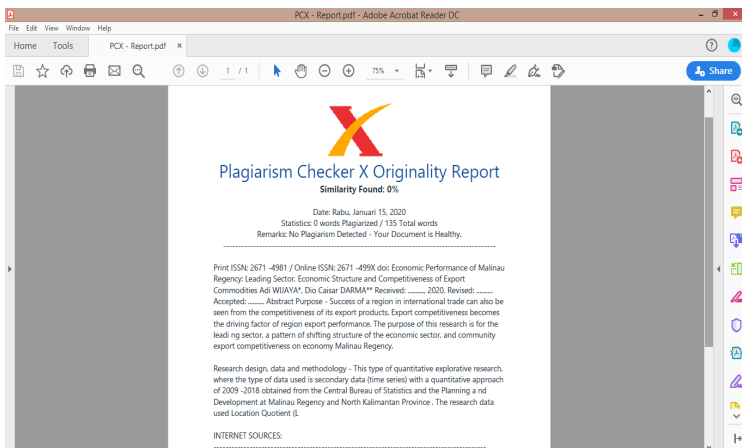 PCX - Report.pdf - Adobe Acrobat Reader DC
File Edit View Window Help
Home Tools PCX - Report.pdf ×
1 / 1 75% Share
Plagiarism Checker X Originality Report
Similarity Found: 0%
Date: Rabu, Januari 15, 2020
Statistics: 0 words Plagiarized / 135 Total words
Remarks: No Plagiarism Detected - Your Document is Healthy.
Print ISSN: 2671 -4981 / Online ISSN: 2671 -499X doi: Economic Performance of Malinau
Regency: Leading Sector, Economic Structure and Competitiveness of Export
Commodities Adi WIJAYA*, Dio Caisar DARMA** Received: ........., 2020. Revised: .........
Accepted: ......... Abstract Purpose - Success of a region in international trade can also be
seen from the competitiveness of its export products. Export competitiveness becomes
the driving factor of region export performance. The purpose of this research is for the
leadi ng sector, a pattern of shifting structure of the economic sector, and community
export competitiveness on economy Malinau Regency.
Research design, data and methodology - This type of quantitative explorative research,
where the type of data used is secondary data (time series) with a quantitative approach
of 2009 -2018 obtained from the Central Bureau of Statistics and the Planning a nd
Development at Malinau Regency and North Kalimantan Province . The research data
used Location Quotient (L
INTERNET SOURCES: